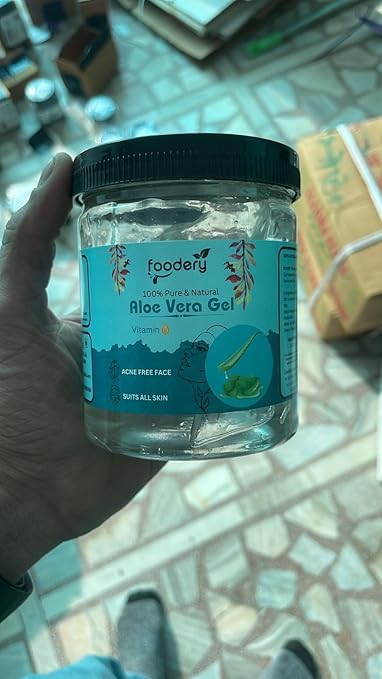 foodery
100% Pure & Natural
Aloe Vera Gel
Vitamin
ACNE FREE FACE
SUITS ALL SKIN